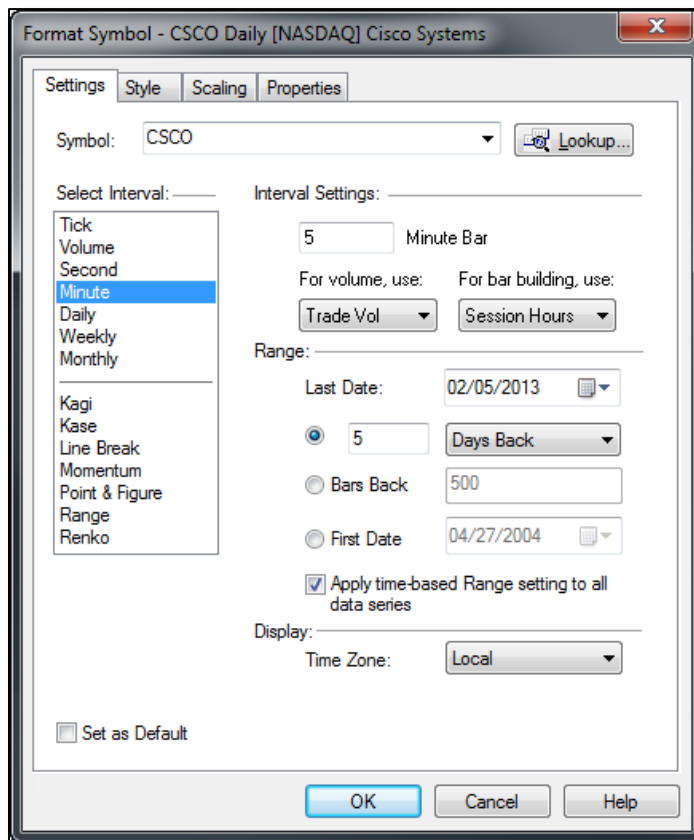 Format Symbol - CSCO Daily [NASDAQ] Cisco Systems
Settings Style Scaling Properties
Symbol: CSCO Lookup...
Select Interval:
Tick
Volume
Second
Minute
Daily
Weekly
Monthly
Kagi
Kase
Line Break
Momentum
Point & Figure
Range
Renko
Interval Settings:
5 Minute Bar
For volume, use: For bar building, use:
Trade Vol Session Hours
Range:
Last Date: 02/05/2013
5 Days Back
Bars Back 500
First Date 04/27/2004
Apply time-based Range setting to all
data series
Display:
Time Zone: Local
Set as Default
OK Cancel Help